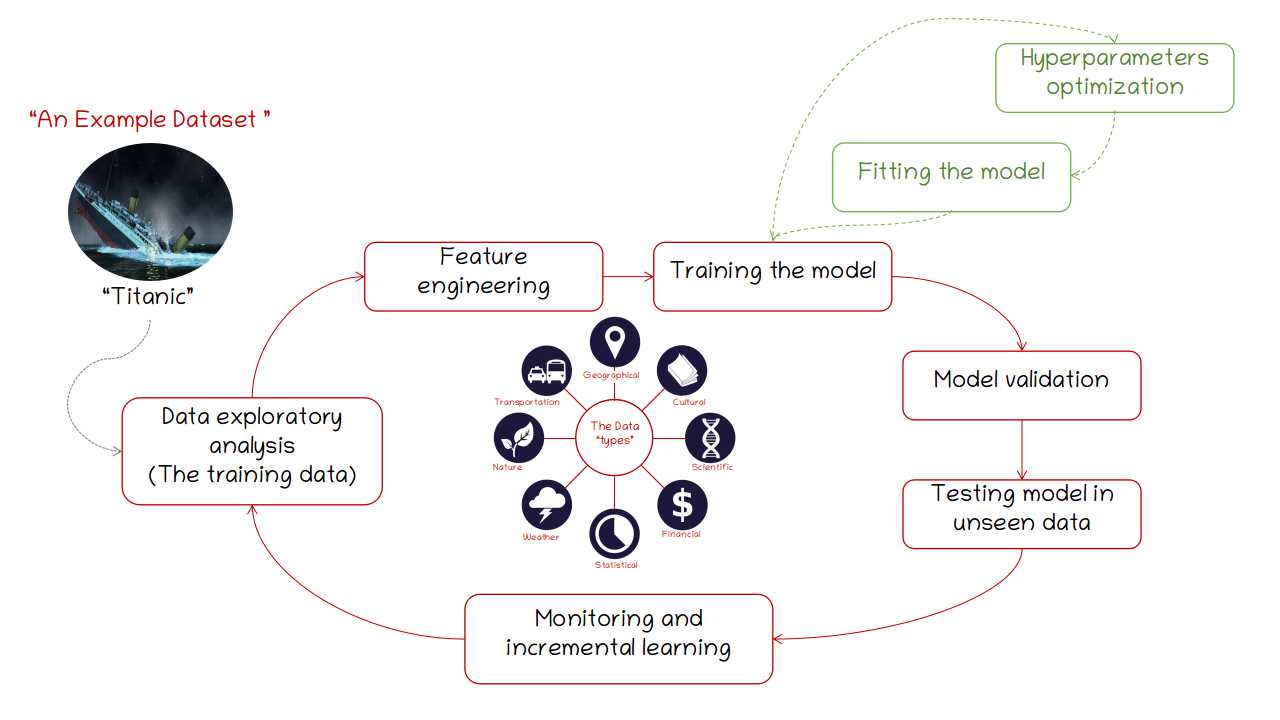 Hyperparameters
optimization
“An Example Dataset ”
Fitting the model
“Titanic”
Feature
engineering
Training the model
Geographical
Transportation
Cultural
The Data
“types”
Nature
Scientific
Weather
Financial
Statistical
Model validation
Data exploratory
analysis
(The training data)
Testing model in
unseen data
Monitoring and
incremental learning